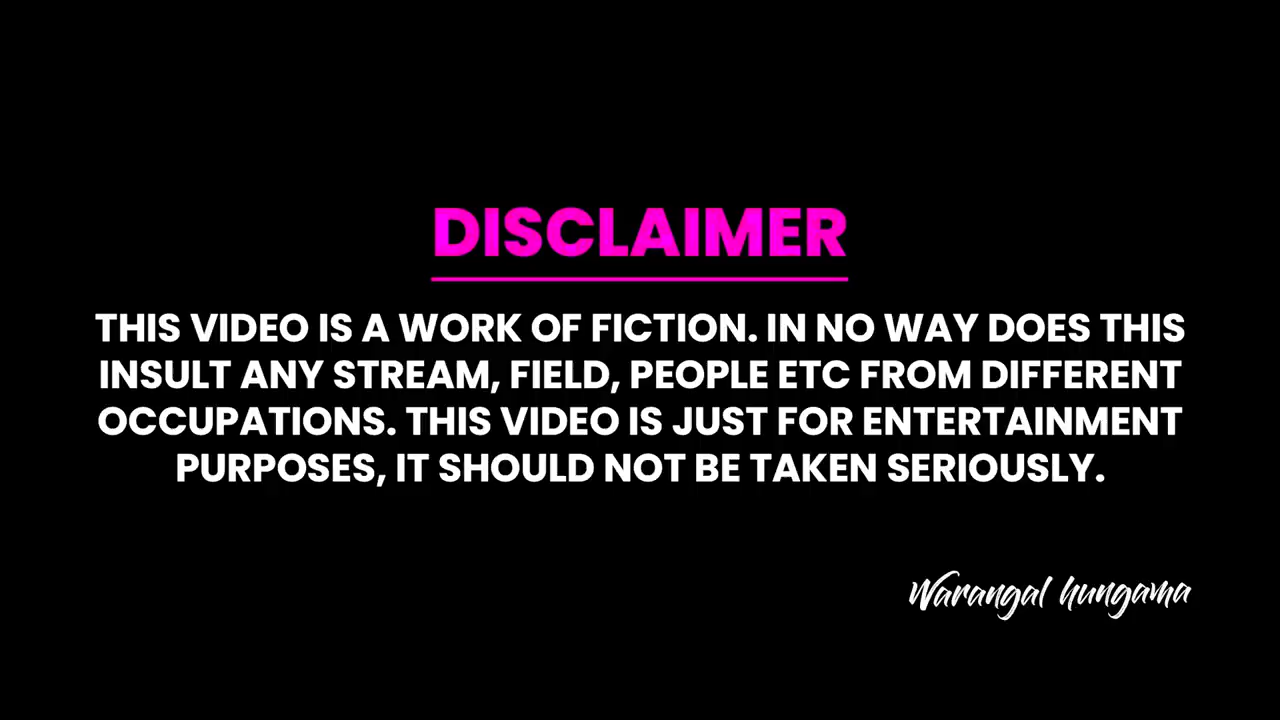 DISCLAIMER
THIS VIDEO IS A WORK OF FICTION. IN NO WAY DOES THIS
INSULT ANY STREAM, FIELD, PEOPLE ETC FROM DIFFERENT
OCCUPATIONS. THIS VIDEO IS JUST FOR ENTERTAINMENT
PURPOSES, IT SHOULD NOT BE TAKEN SERIOUSLY.
Warangal hungama